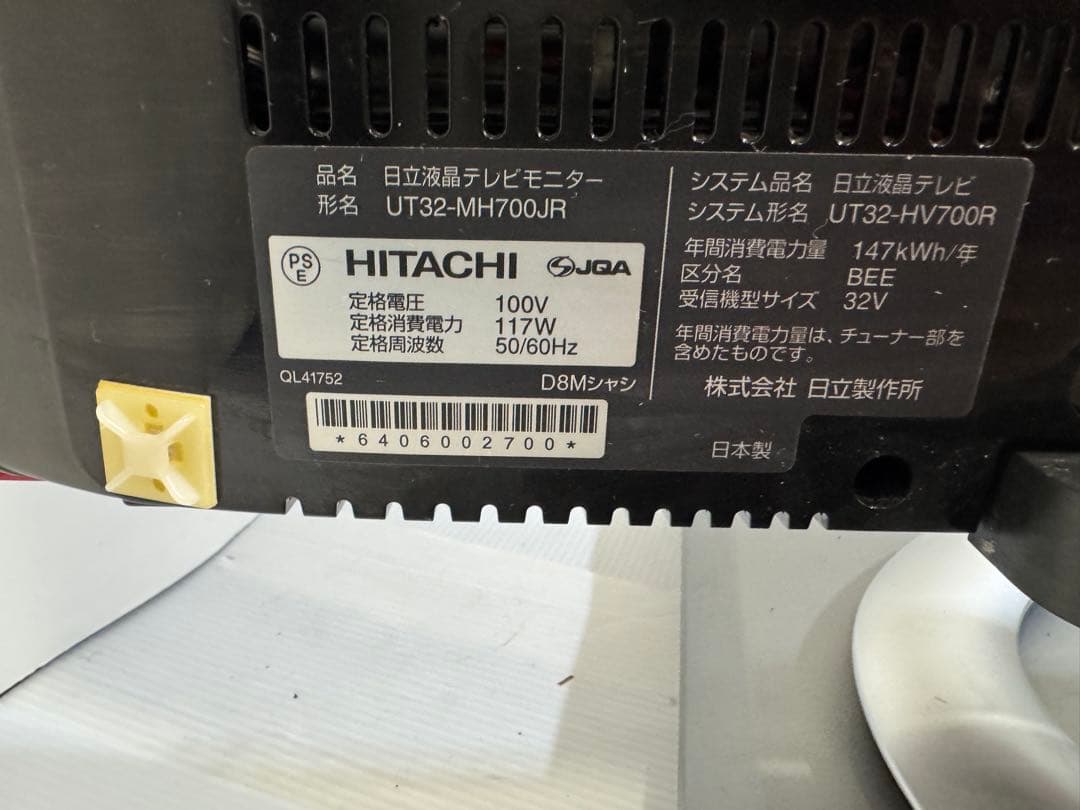 品名 日立液晶テレビモニター
形名 UT32-MH700JR
PS
E
HITACHI JQA
定格電圧 100V
定格消費電力 117W
定格周波数 50/60Hz
QL41752 D8Mシャシ
*6406002700*
システム品名 日立液晶テレビ
システム形名 UT32-HV700R
年間消費電力量 147kWh/年
区分名 BEE
受信機型サイズ 32V
年間消費電力量は、チューナー部を
含めたものです。
株式会社 日立製作所
日本製